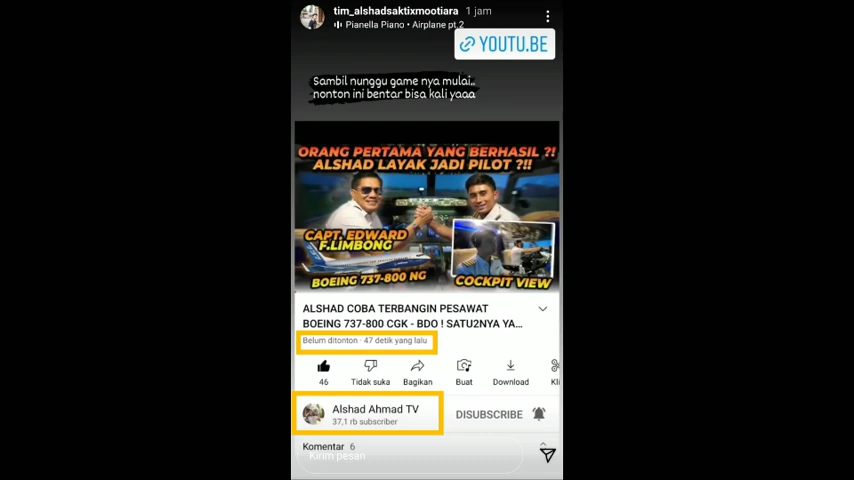 tim_alshadsaktixmootiara 1 jam
Pianella Piano • Airplane pt.2
YOUTU.BE
Sambil nunggu game nya mulai..
nonton ini bentar bisa kali yaaa
ORANG PERTAMA YANG BERHASIL ?!
ALSHAD LAYAK JADI PILOT ?!!
CAPT. EDWARD
F.LIMBONG
BOEING 737-800 NG
COCKPIT VIEW
ALSHAD COBA TERBANGIN PESAWAT
BOEING 737-800 CGK - BDO ! SATU2NYA YA...
Belum ditonton · 47 detik yang lalu
46 Tidak suka Bagikan Buat Download Kli
Alshad Ahmad TV
37,1 rb subscriber
DISUBSCRIBE
Komentar 6
Kirim pesan